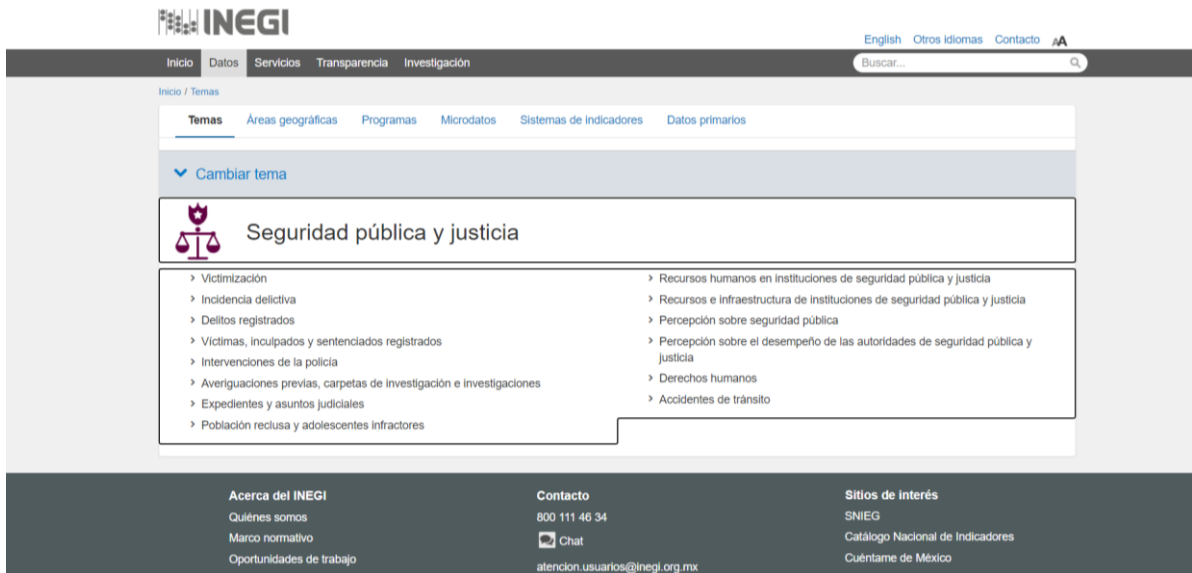 INEGI
English Otros idiomas Contacto AA
Inicio Datos Servicios Transparencia Investigación Buscar...
Inicio / Temas
Temas Áreas geográficas Programas Microdatos Sistemas de indicadores Datos primarios
Cambiar tema
Seguridad pública y justicia
> Victimización
> Incidencia delictiva
> Delitos registrados
> Víctimas, inculpados y sentenciados registrados
> Intervenciones de la policía
> Averiguaciones previas, carpetas de investigación e investigaciones
> Expedientes y asuntos judiciales
> Población reclusa y adolescentes infractores
> Recursos humanos en instituciones de seguridad pública y justicia
> Recursos e infraestructura de instituciones de seguridad pública y justicia
> Percepción sobre seguridad pública
> Percepción sobre el desempeño de las autoridades de seguridad pública y
justicia
> Derechos humanos
> Accidentes de tránsito
Acerca del INEGI
Quiénes somos
Marco normativo
Oportunidades de trabajo
Contacto
800 111 46 34
Chat
atencion.usuarios@inegi.org.mx
Sitios de interés
SNIEG
Catálogo Nacional de Indicadores
Cuéntame de México